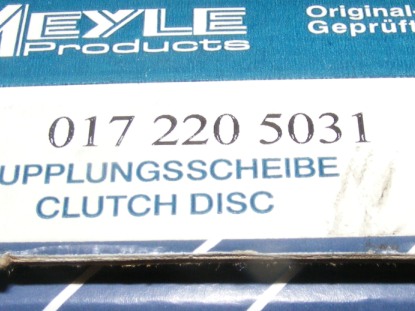 MEYLE
Products
Original-
Geprüft
017 220 5031
UPPLUNGSSCHEIBE
CLUTCH DISC